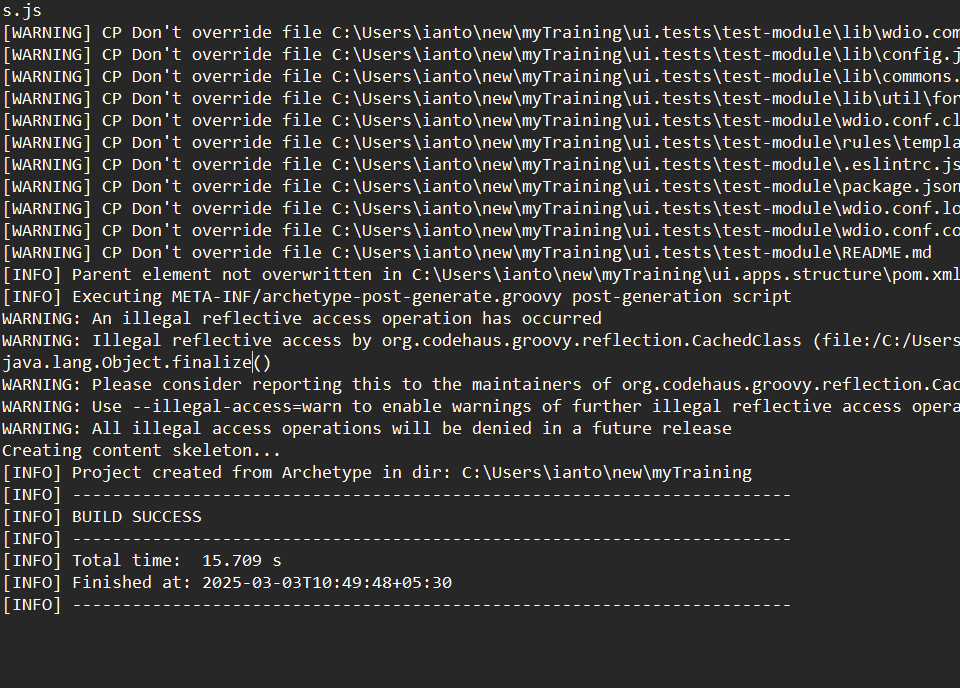 s.js
[WARNING] CP Don't override file C:\Users\ianto\new\myTraining\ui.tests\test-module\lib\wdio.com
[WARNING] CP Don't override file C:\Users\ianto\new\myTraining\ui.tests\test-module\lib\config.j
[WARNING] CP Don't override file C:\Users\ianto\new\myTraining\ui.tests\test-module\lib\commons.
[WARNING] CP Don't override file C:\Users\ianto\new\myTraining\ui.tests\test-module\lib\util\for
[WARNING] CP Don't override file C:\Users\ianto\new\myTraining\ui.tests\test-module\wdio.conf.cl
[WARNING] CP Don't override file C:\Users\ianto\new\myTraining\ui.tests\test-module\rules\templa
[WARNING] CP Don't override file C:\Users\ianto\new\myTraining\ui.tests\test-module\.eslintrc.js
[WARNING] CP Don't override file C:\Users\ianto\new\myTraining\ui.tests\test-module\package.json
[WARNING] CP Don't override file C:\Users\ianto\new\myTraining\ui.tests\test-module\wdio.conf.lo
[WARNING] CP Don't override file C:\Users\ianto\new\myTraining\ui.tests\test-module\wdio.conf.co
[WARNING] CP Don't override file C:\Users\ianto\new\myTraining\ui.tests\test-module\README.md
[INFO] Parent element not overwritten in C:\Users\ianto\new\myTraining\ui.apps.structure\pom.xml
[INFO] Executing META-INF/archetype-post-generate.groovy post-generation script
WARNING: An illegal reflective access operation has occurred
WARNING: Illegal reflective access by org.codehaus.groovy.reflection.CachedClass (file:/C:/Users
java.lang.Object.finalize()
WARNING: Please consider reporting this to the maintainers of org.codehaus.groovy.reflection.Cac
WARNING: Use --illegal-access=warn to enable warnings of further illegal reflective access opera
WARNING: All illegal access operations will be denied in a future release
Creating content skeleton...
[INFO] Project created from Archetype in dir: C:\Users\ianto\new\myTraining
[INFO] ------------------------------------------------------------------------
[INFO] BUILD SUCCESS
[INFO] ------------------------------------------------------------------------
[INFO] Total time:  15.709 s
[INFO] Finished at: 2025-03-03T10:49:48+05:30
[INFO] ------------------------------------------------------------------------